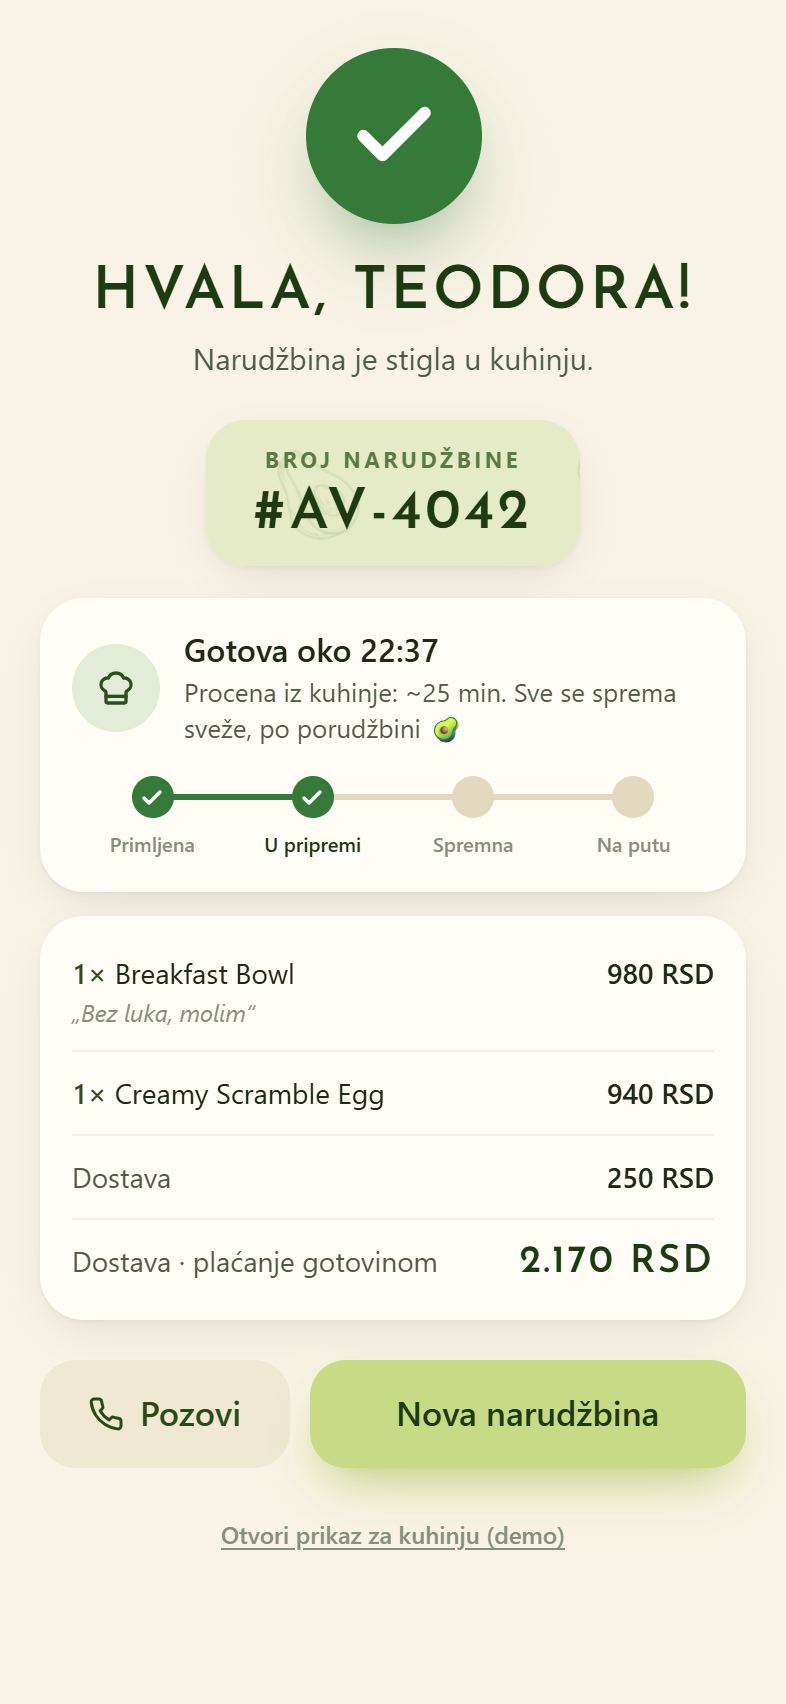 HVALA, TEODORA!
Narudžbina je stigla u kuhinju.
BROJ NARUDŽBINE
#AV-4042
Gotova oko 22:37
Procena iz kuhinje: ~25 min. Sve se sprema
sveže, po porudžbini 🥑
Primljena U pripremi Spremna Na putu
1× Breakfast Bowl 980 RSD
„Bez luka, molim“
1× Creamy Scramble Egg 940 RSD
Dostava 250 RSD
Dostava · plaćanje gotovinom 2.170 RSD
Pozovi Nova narudžbina
Otvori prikaz za kuhinju (demo)